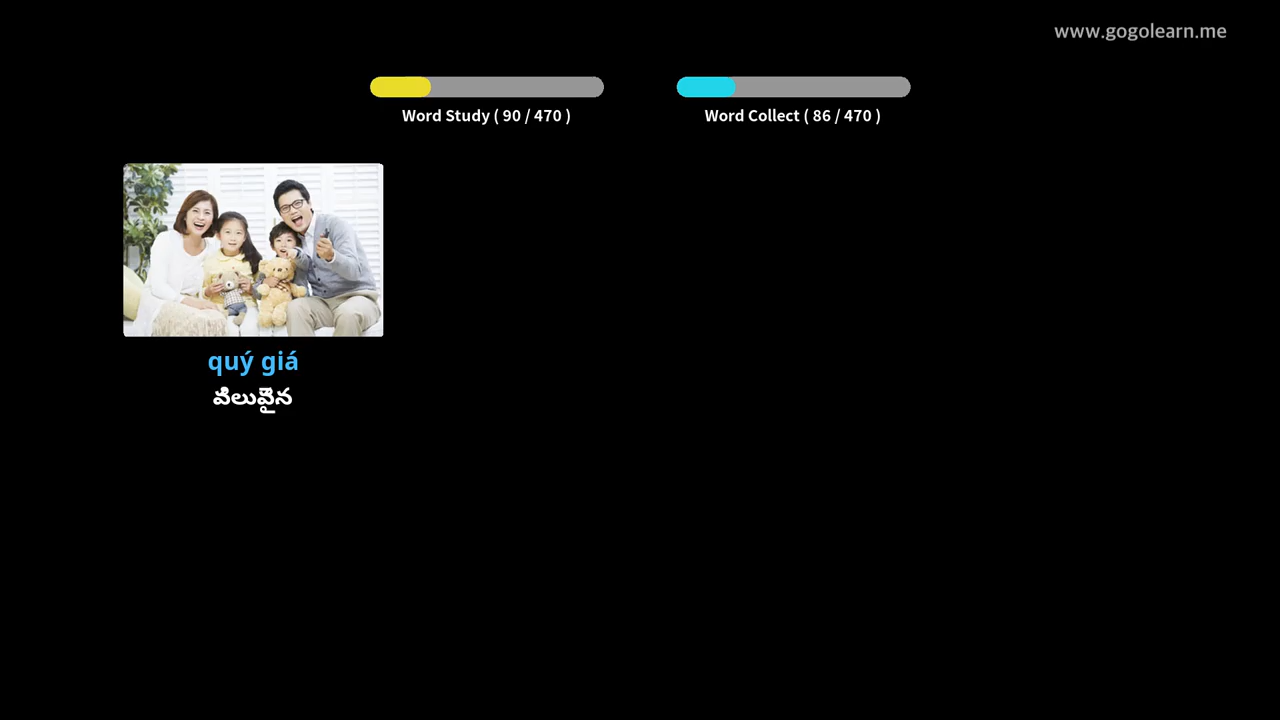 www.gogolearn.me
Word Study ( 90 / 470 )
Word Collect ( 86 / 470 )
quý giá
విలువైన